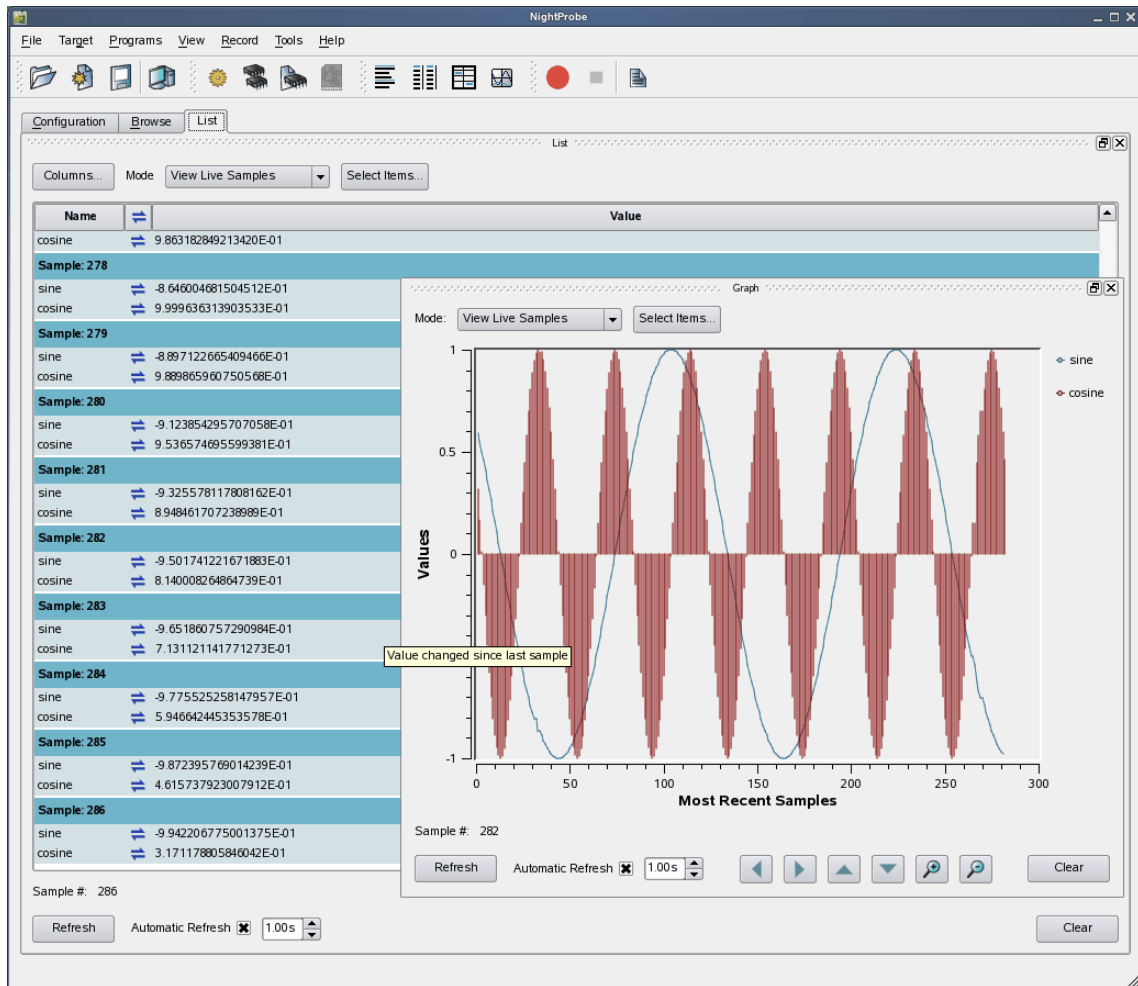 NightProbe
File Target Programs View Record Tools Help
Configuration Browse List
List
Columns... Mode View Live Samples Select Items...
Name Value
cosine 9.863182849213420E-01
Sample: 278
sine -8.646004681504512E-01
cosine 9.999636313903533E-01
Sample: 279
sine -8.897122665409466E-01
cosine 9.889865960750568E-01
Sample: 280
sine -9.123854295707058E-01
cosine 9.536574695599381E-01
Sample: 281
sine -9.325578117808162E-01
cosine 8.948461707238989E-01
Sample: 282
sine -9.501741221671883E-01
cosine 8.140008264864739E-01
Sample: 283
sine -9.651860757290984E-01
cosine 7.131121141771273E-01
Sample: 284
sine -9.775525258147957E-01
cosine 5.946642445353578E-01
Sample: 285
sine -9.872395769014239E-01
cosine 4.615737923007912E-01
Sample: 286
sine -9.942206775001375E-01
cosine 3.171178805846042E-01
Sample #: 286
Refresh Automatic Refresh 1.00s Clear
Value changed since last sample
Graph
Mode: View Live Samples Select Items...
sine
cosine
Values
1
0.5
0
-1
0 50 100 150 200 250 300
Most Recent Samples
Sample #: 282
Refresh Automatic Refresh 1.00s Clear